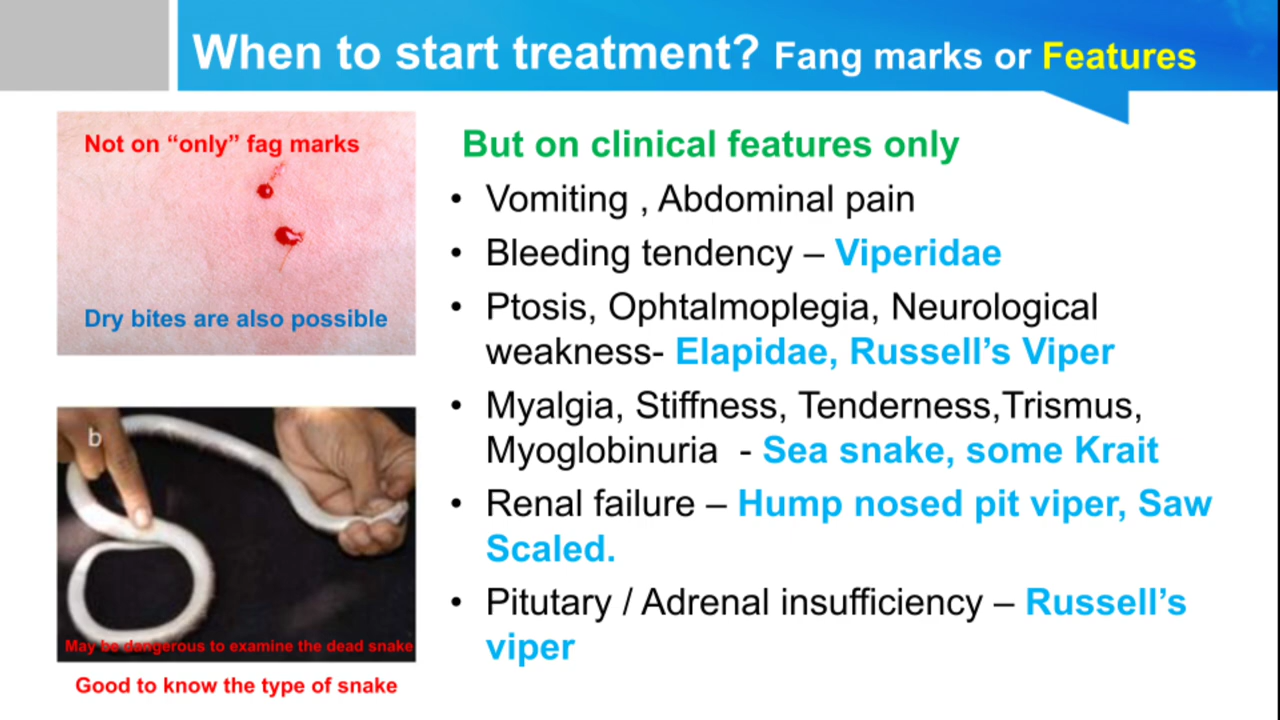 When to start treatment? Fang marks or Features
Not on “only” fag marks
Dry bites are also possible
b
May be dangerous to examine the dead snake
Good to know the type of snake
But on clinical features only
• Vomiting , Abdominal pain
• Bleeding tendency – Viperidae
• Ptosis, Ophtalmoplegia, Neurological
weakness- Elapidae, Russell’s Viper
• Myalgia, Stiffness, Tenderness,Trismus,
Myoglobinuria - Sea snake, some Krait
• Renal failure – Hump nosed pit viper, Saw
Scaled.
• Pitutary / Adrenal insufficiency – Russell’s
viper